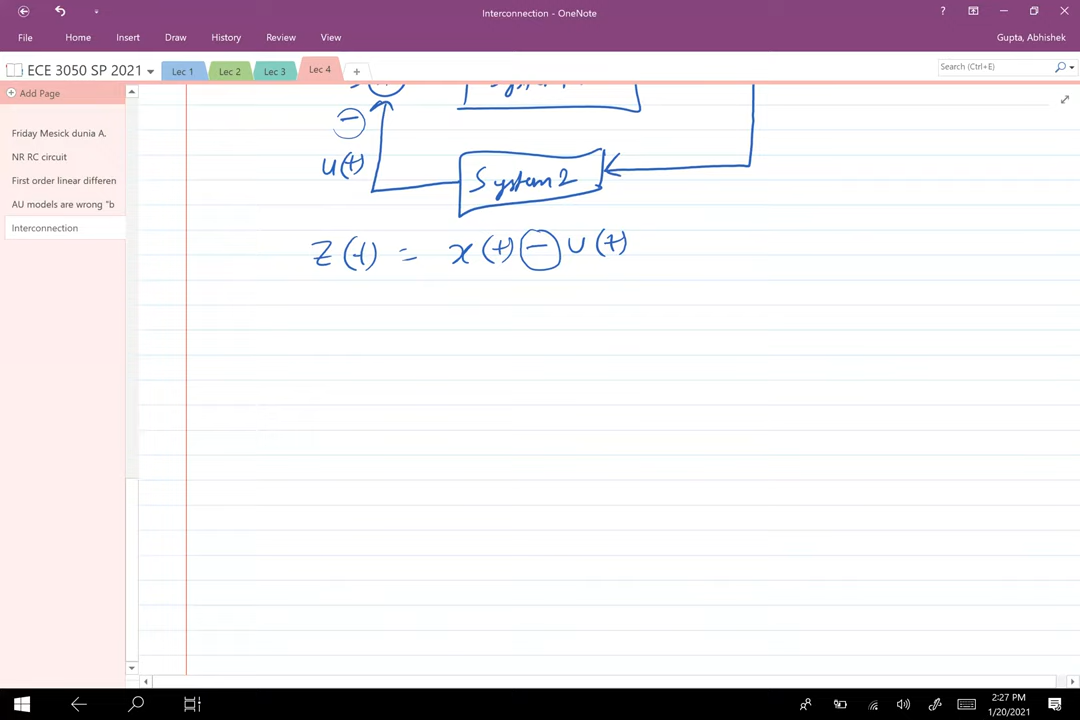 Interconnection - OneNote
File Home Insert Draw History Review View
Gupta, Abhishek
ECE 3050 SP 2021
Lec 1 Lec 2 Lec 3 Lec 4
Search (Ctrl+E)
Add Page
Friday Mesick dunia A.
NR RC circuit
First order linear differen
AU models are wrong "b
Interconnection
−
u(t)
System 2
z(t) = x(t) − u(t)
2:27 PM
1/20/2021